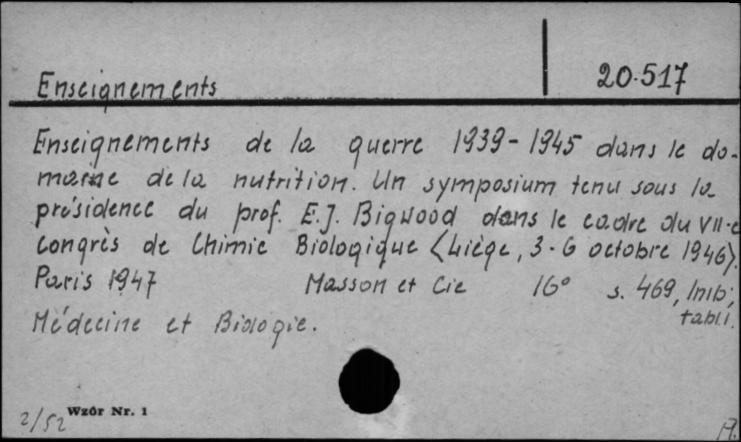 Enseignements 20.517
Enseignements de la guerre 1939-1945 dans le do-
maine de la nutrition. Un symposium tenu sous la
présidence du prof. E.J. Bigwood dans le cadre du VII-e
Congrès de Chimie Biologique (Liège, 3-6 octobre 1946).
Paris 1947 Masson et Cie 16° s. 469, 1nlb;
tabl.
Médecine et Biologie.
Wzór Nr. 1
2/52 A.